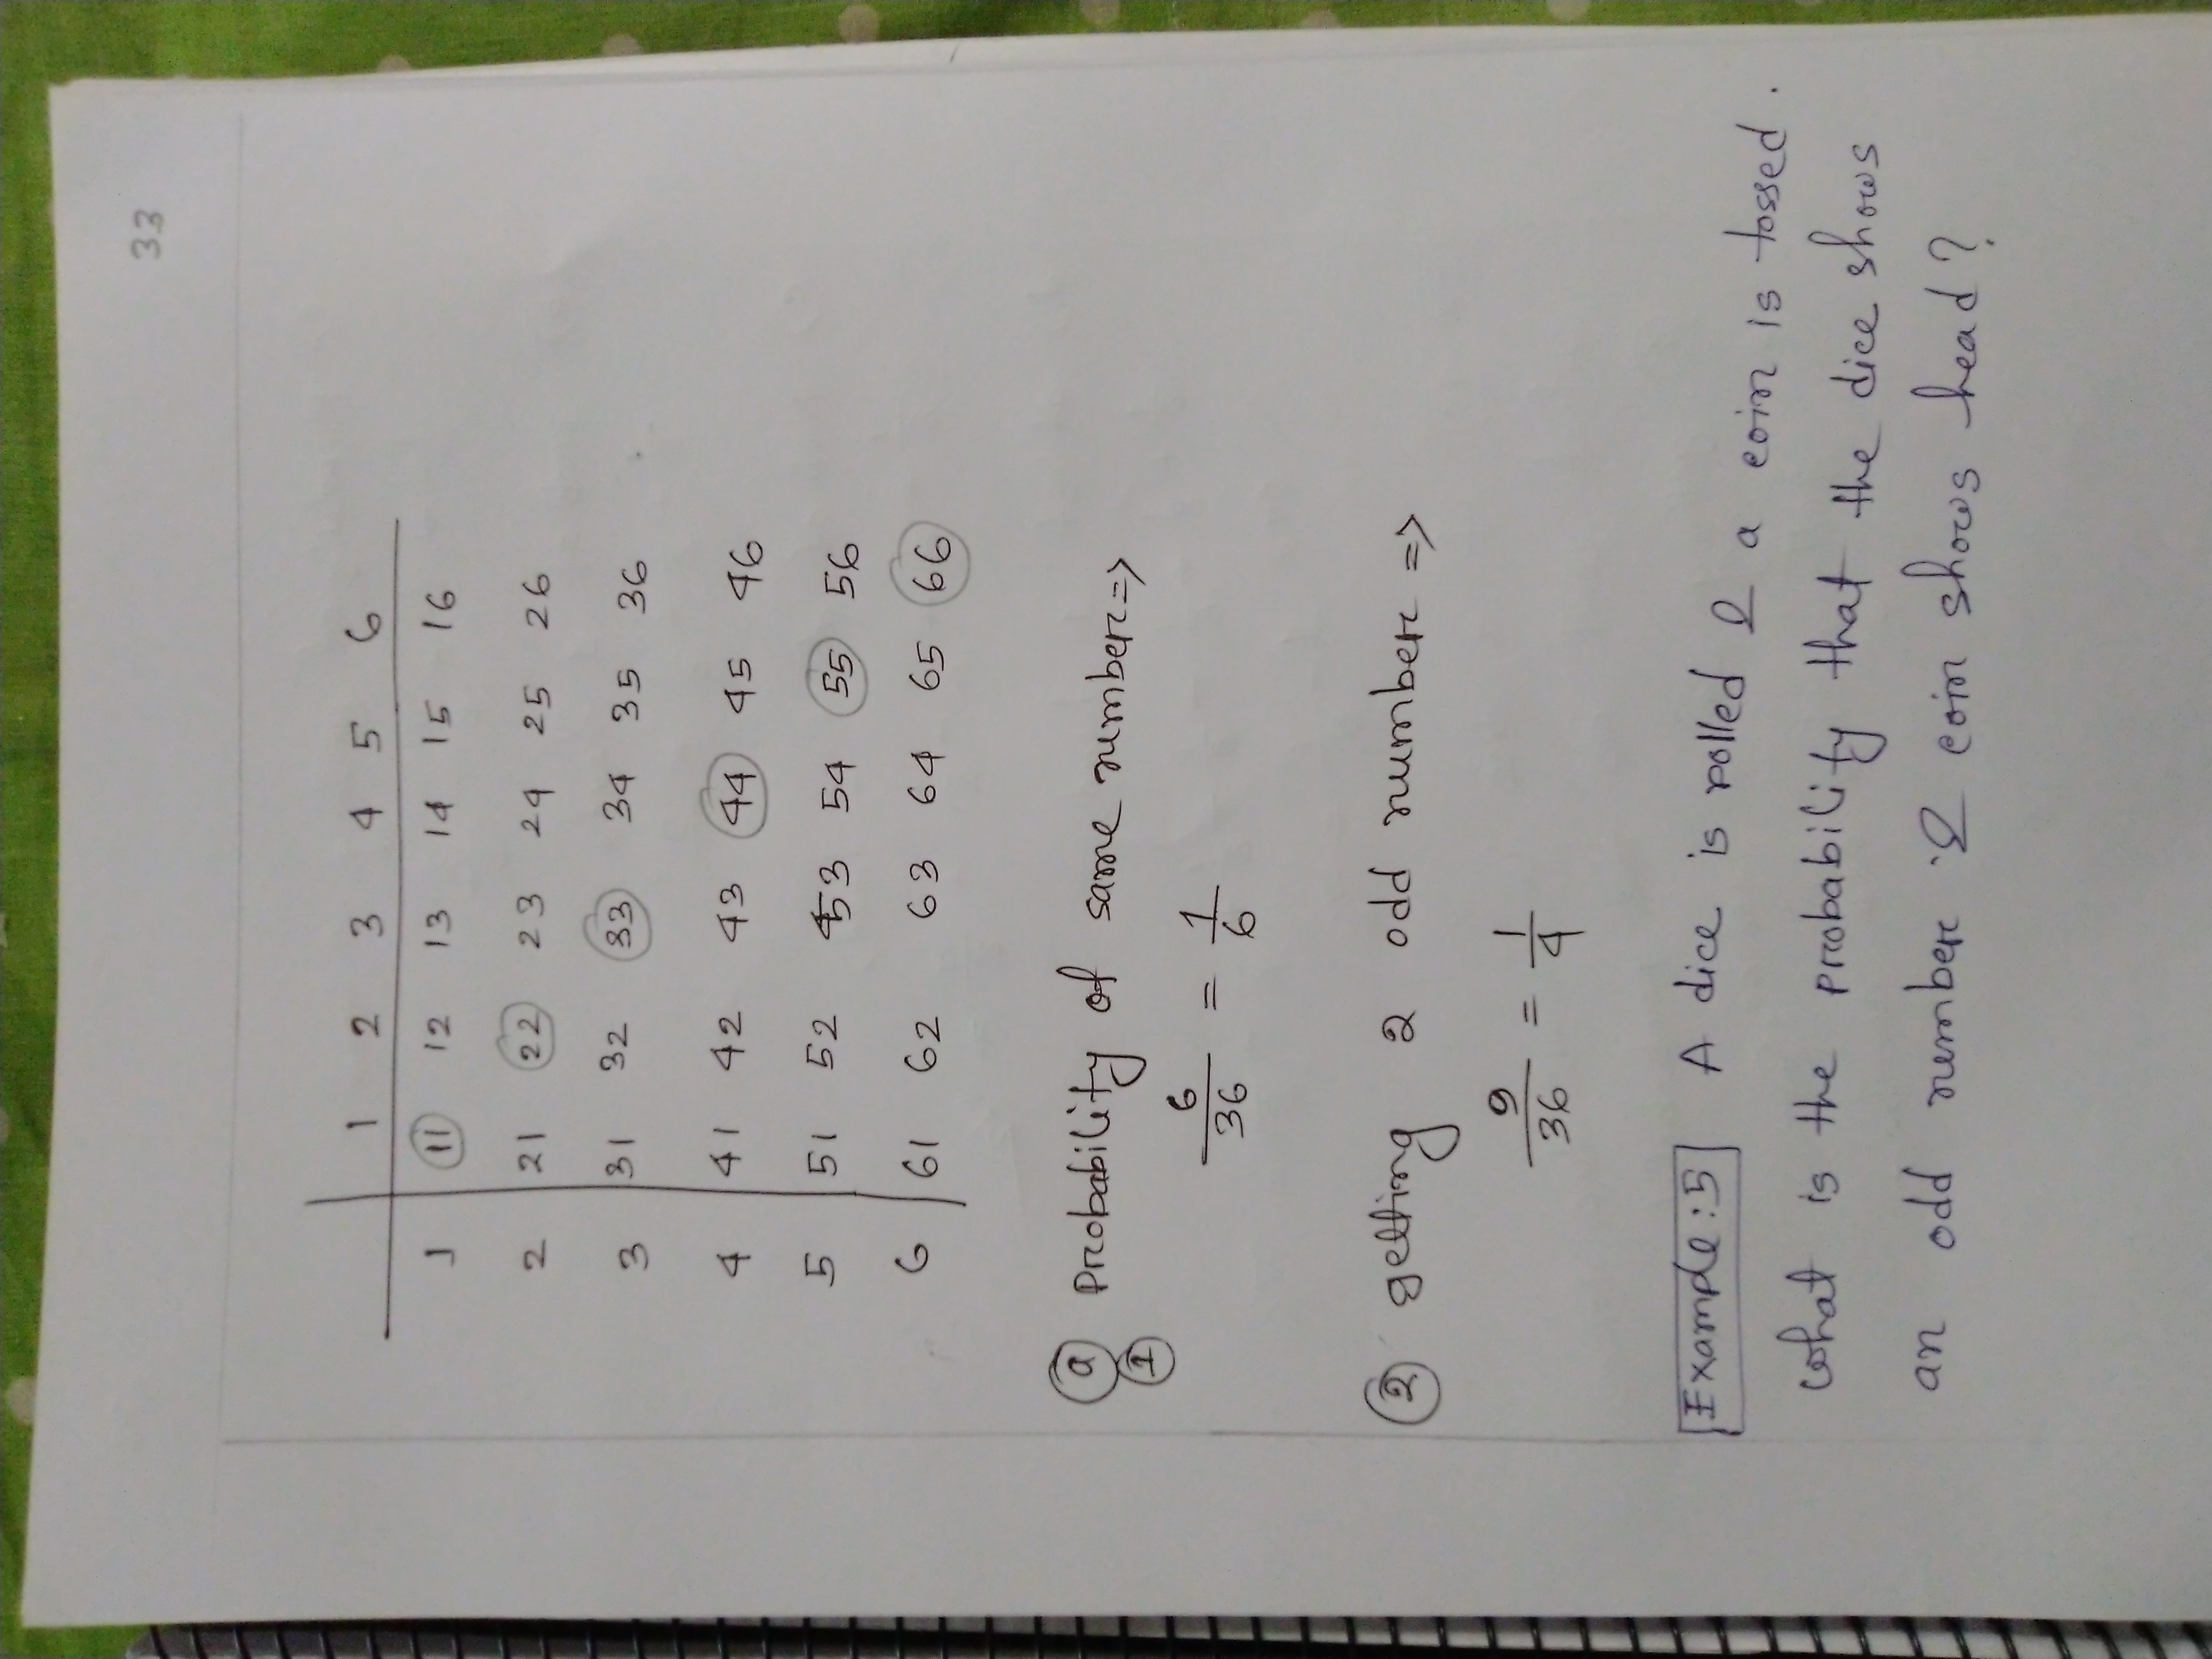 33
1 2 3 4 5 6
1 11 12 13 14 15 16
2 21 22 23 24 25 26
3 31 32 33 34 35 36
4 41 42 43 44 45 46
5 51 52 53 54 55 56
6 61 62 63 64 65 66
a Probability of same number =>
1
6/36 = 1/6
2 getting 2 odd number =>
9/36 = 1/4
Example:5 A dice is rolled & a coin is tossed.
What is the probability that the dice shows
an odd number & coin shows head?